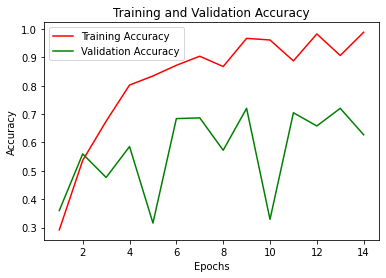 Training and Validation Accuracy
Training Accuracy
Validation Accuracy
Accuracy
1.0
0.9
0.8
0.7
0.6
0.5
0.4
0.3
2 4 6 8 10 12 14
Epochs